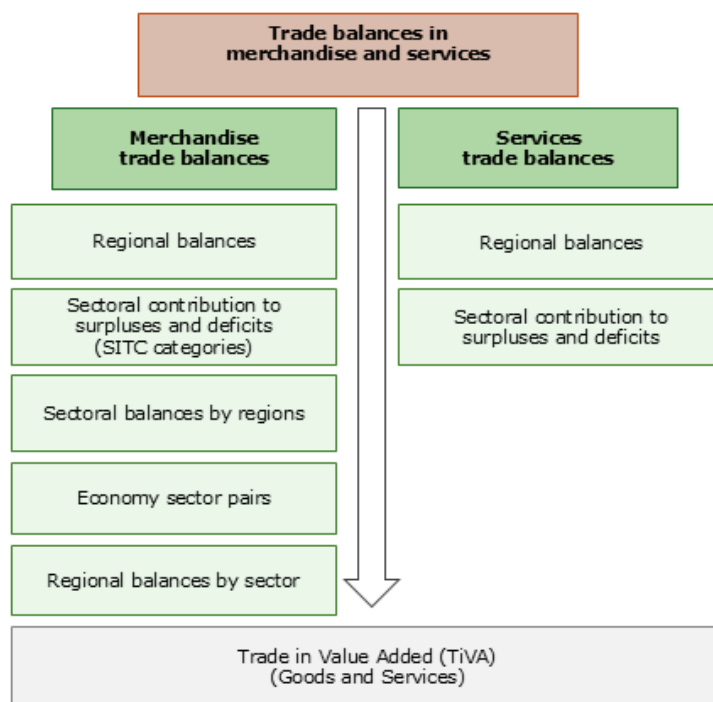 Trade balances in
merchandise and services
Merchandise
trade balances
Services
trade balances
Regional balances
Sectoral contribution to
surpluses and deficits
(SITC categories)
Sectoral balances by regions
Economy sector pairs
Regional balances by sector
Regional balances
Sectoral contribution to
surpluses and deficits
Trade in Value Added (TiVA)
(Goods and Services)